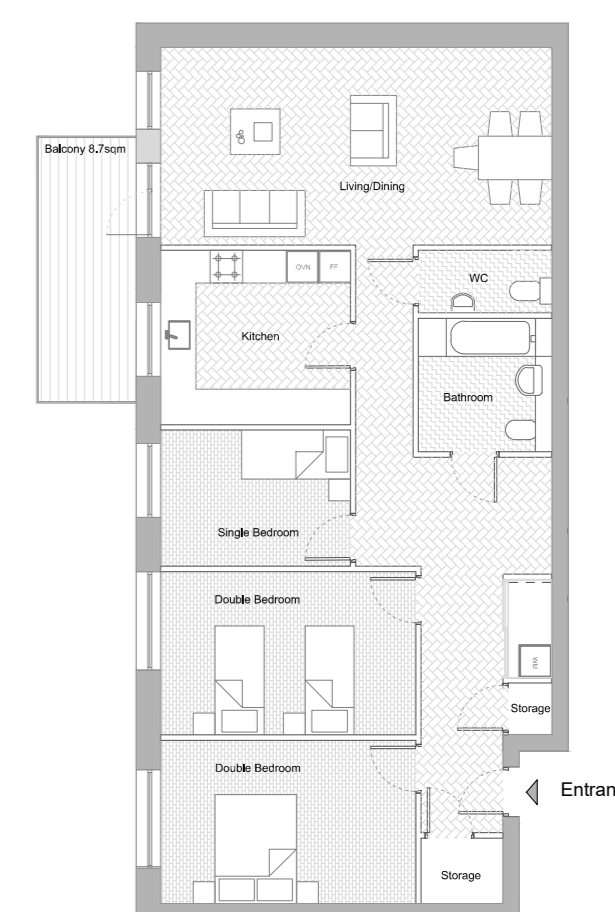 Balcony 8.7sqm
Living/Dining
OVN
FF
WC
Kitchen
Bathroom
Single Bedroom
Double Bedroom
WM
Storage
Double Bedroom
Entran
Storage